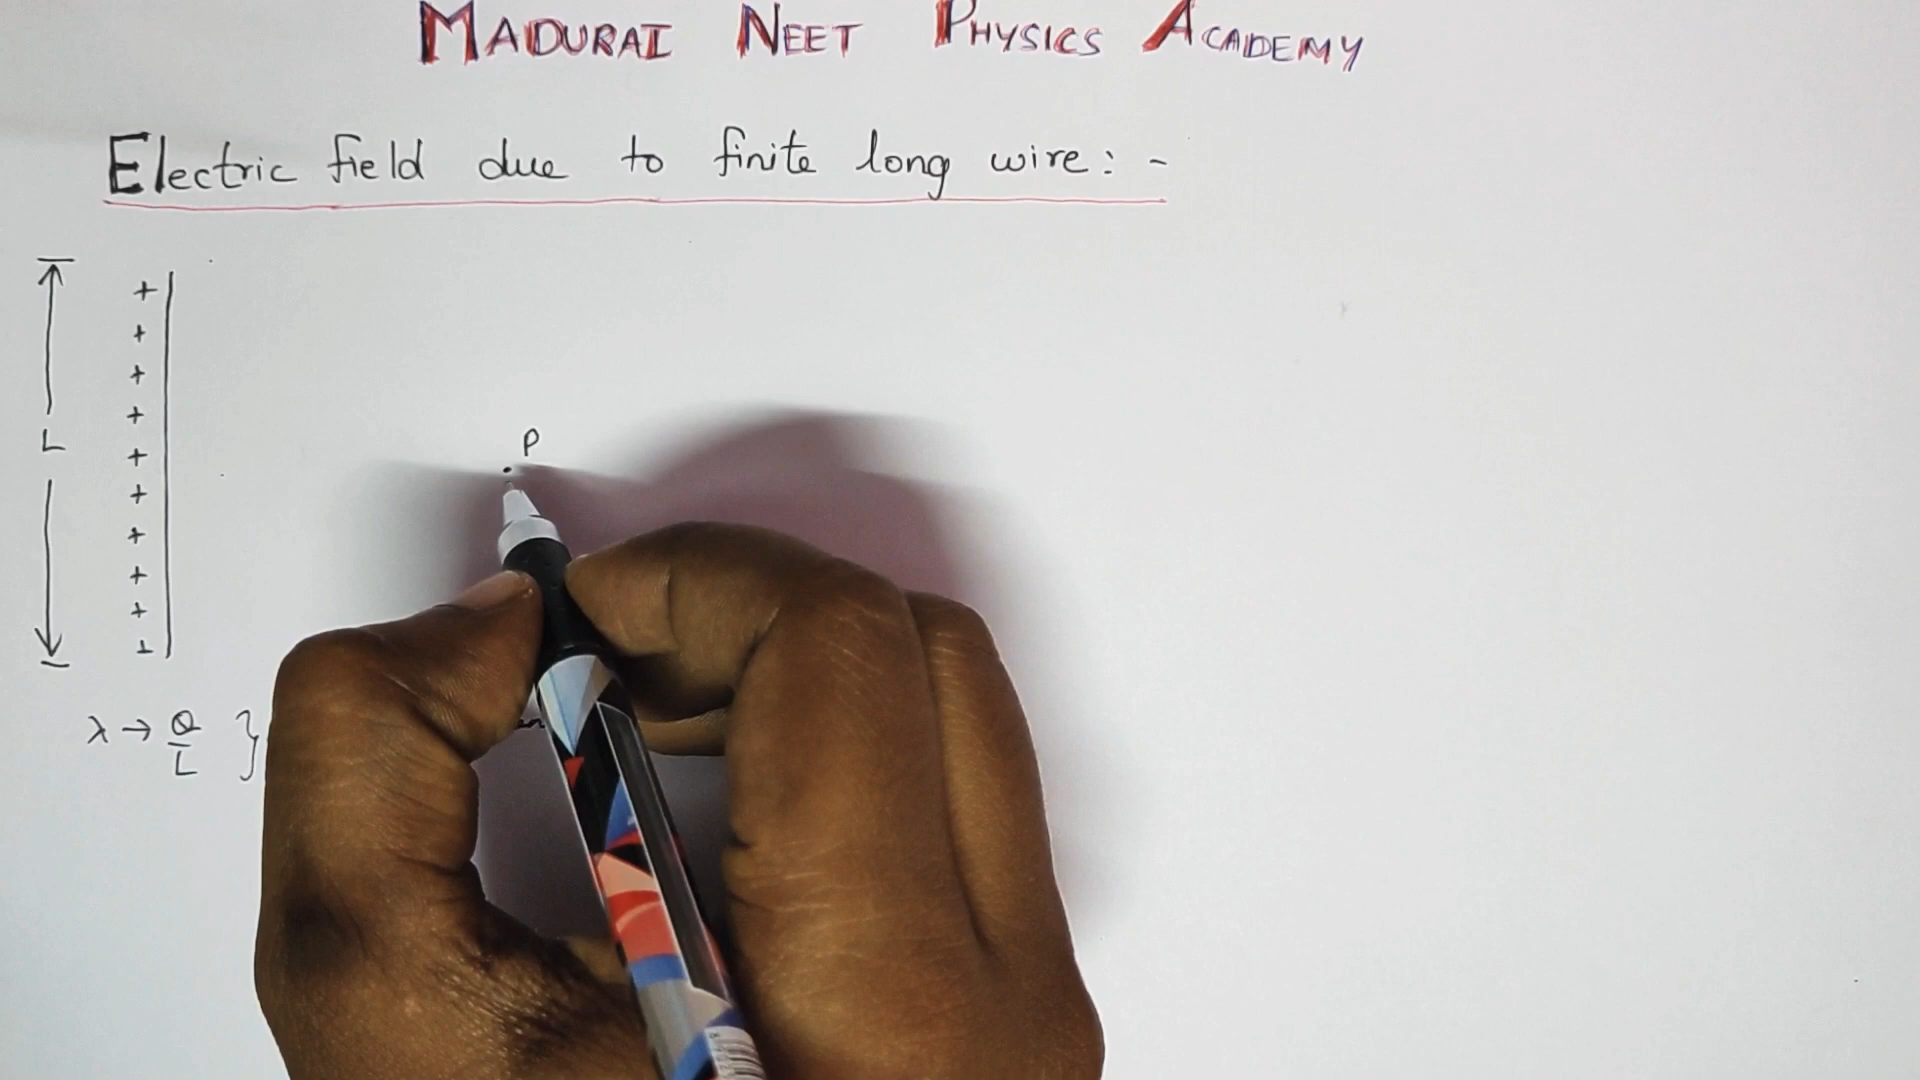 MADURAI NEET PHYSICS ACADEMY
Electric field due to finite long wire: -
+
+
+
+
L
+
+
+
+
+
+
P
λ → Q/L }